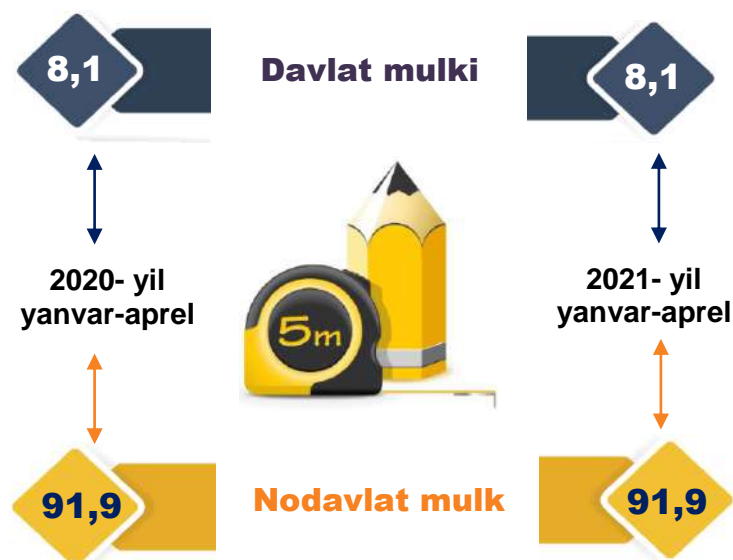 8,1
Davlat mulki
8,1
2020- yil
yanvar-aprel
2021- yil
yanvar-aprel
5m
91,9
Nodavlat mulk
91,9